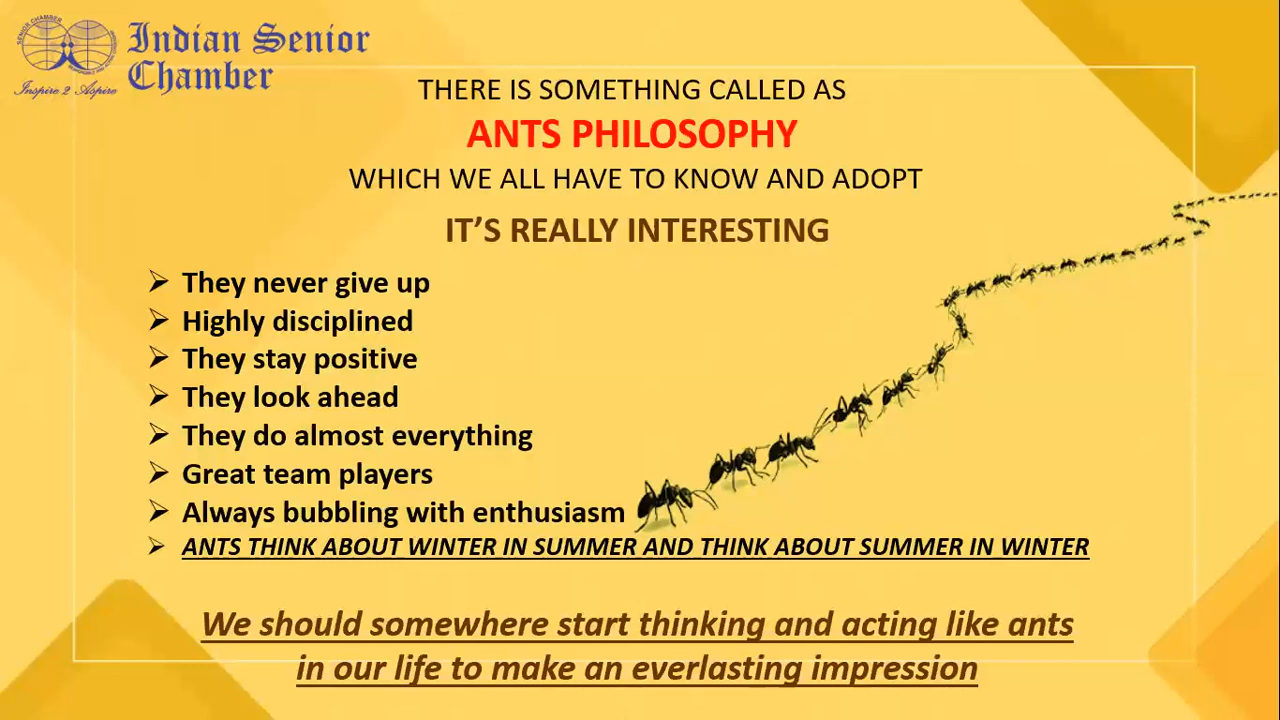 Indian Senior
Chamber
SENIOR CHAMBER
Inspire 2 Aspire
THERE IS SOMETHING CALLED AS
ANTS PHILOSOPHY
WHICH WE ALL HAVE TO KNOW AND ADOPT
IT'S REALLY INTERESTING
They never give up
Highly disciplined
They stay positive
They look ahead
They do almost everything
Great team players
Always bubbling with enthusiasm
ANTS THINK ABOUT WINTER IN SUMMER AND THINK ABOUT SUMMER IN WINTER
We should somewhere start thinking and acting like ants
in our life to make an everlasting impression